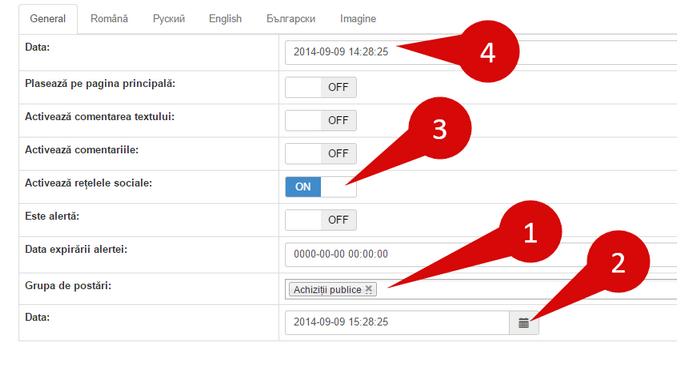 General Română Руский English Български Imagine
Data: 2014-09-09 14:28:25 4
Plasează pe pagina principală: OFF
Activează comentarea textului: OFF
3
Activează comentariile: OFF
Activează rețelele sociale: ON
Este alertă: OFF
1
Data expirării alertei: 0000-00-00 00:00:00
2
Grupa de postări: Achiziții publice ×
Data: 2014-09-09 15:28:25